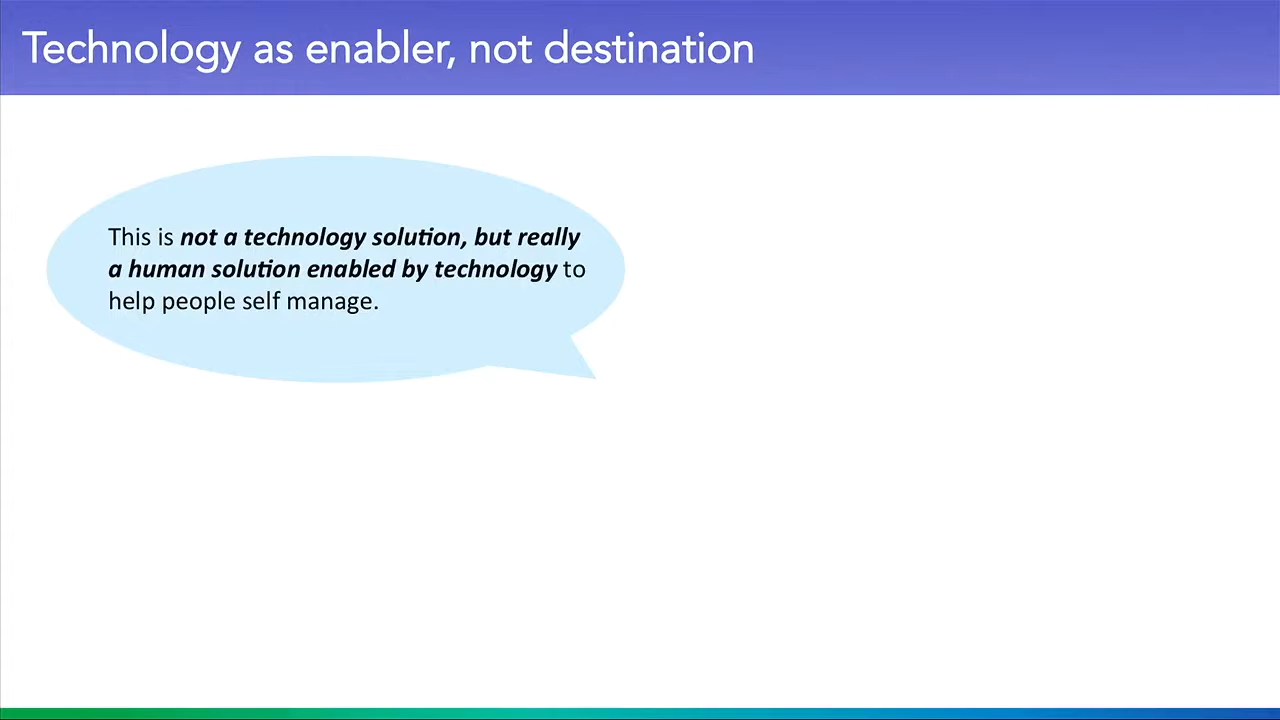 Technology as enabler, not destination
This is not a technology solution, but really
a human solution enabled by technology to
help people self manage.